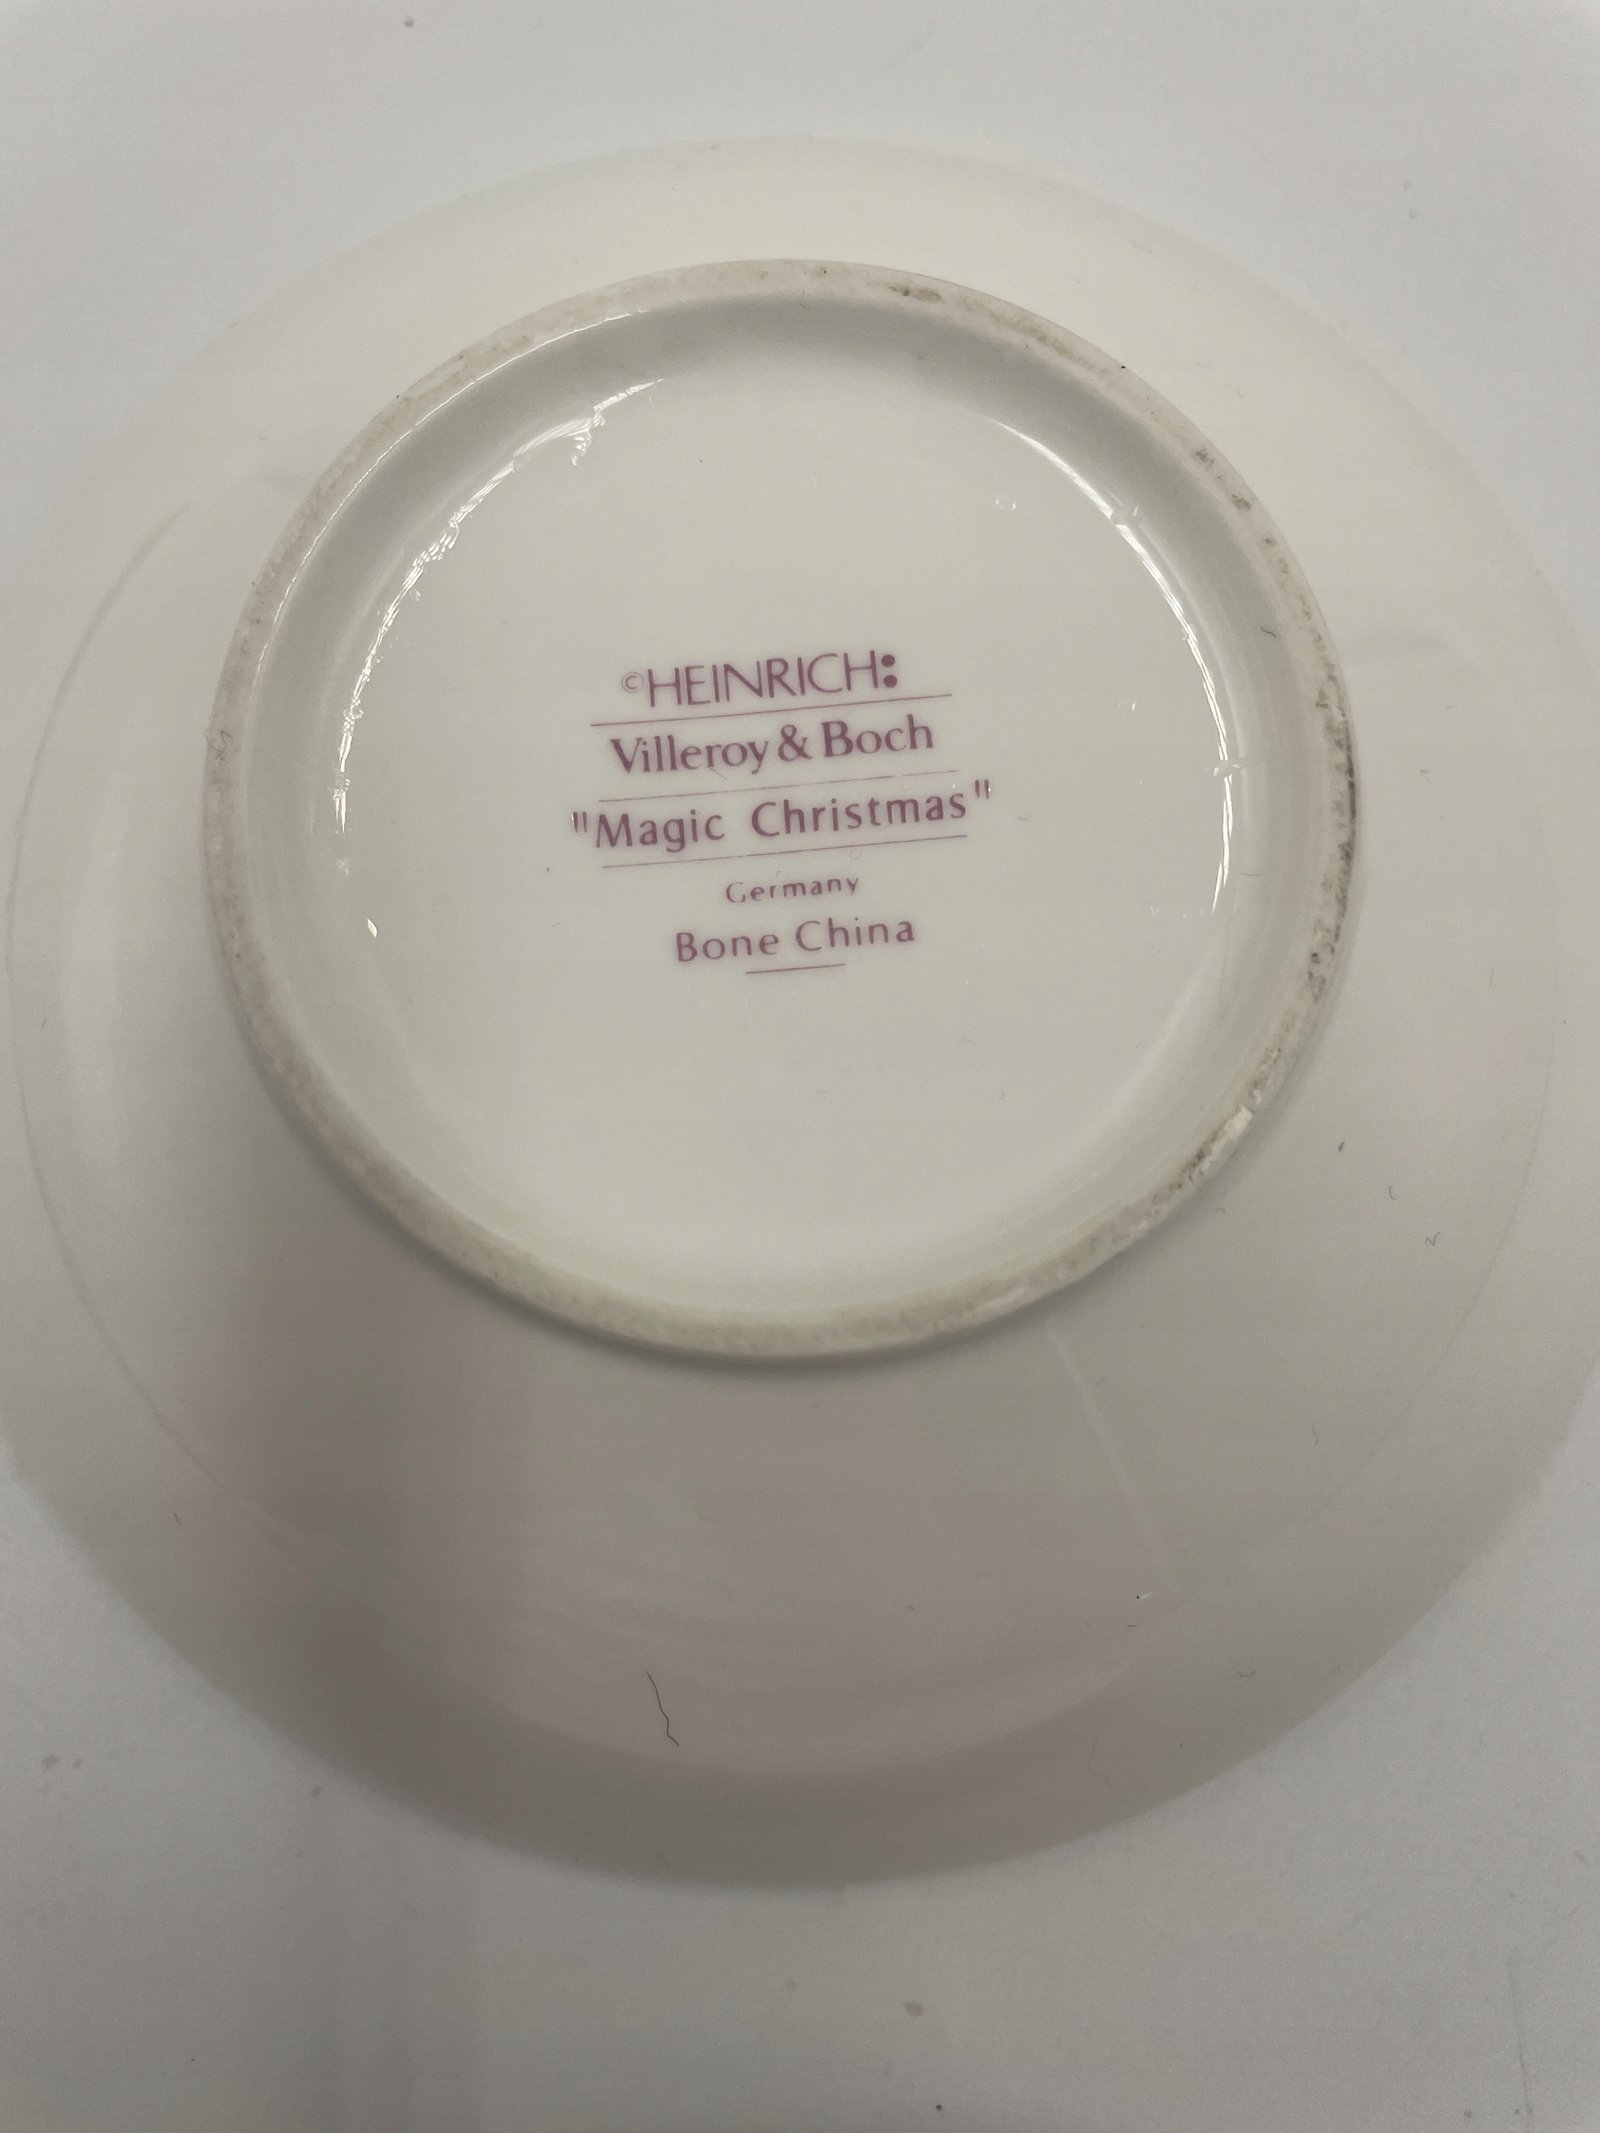 ©HEINRICH:
Villeroy & Boch
"Magic Christmas"
Germany
Bone China